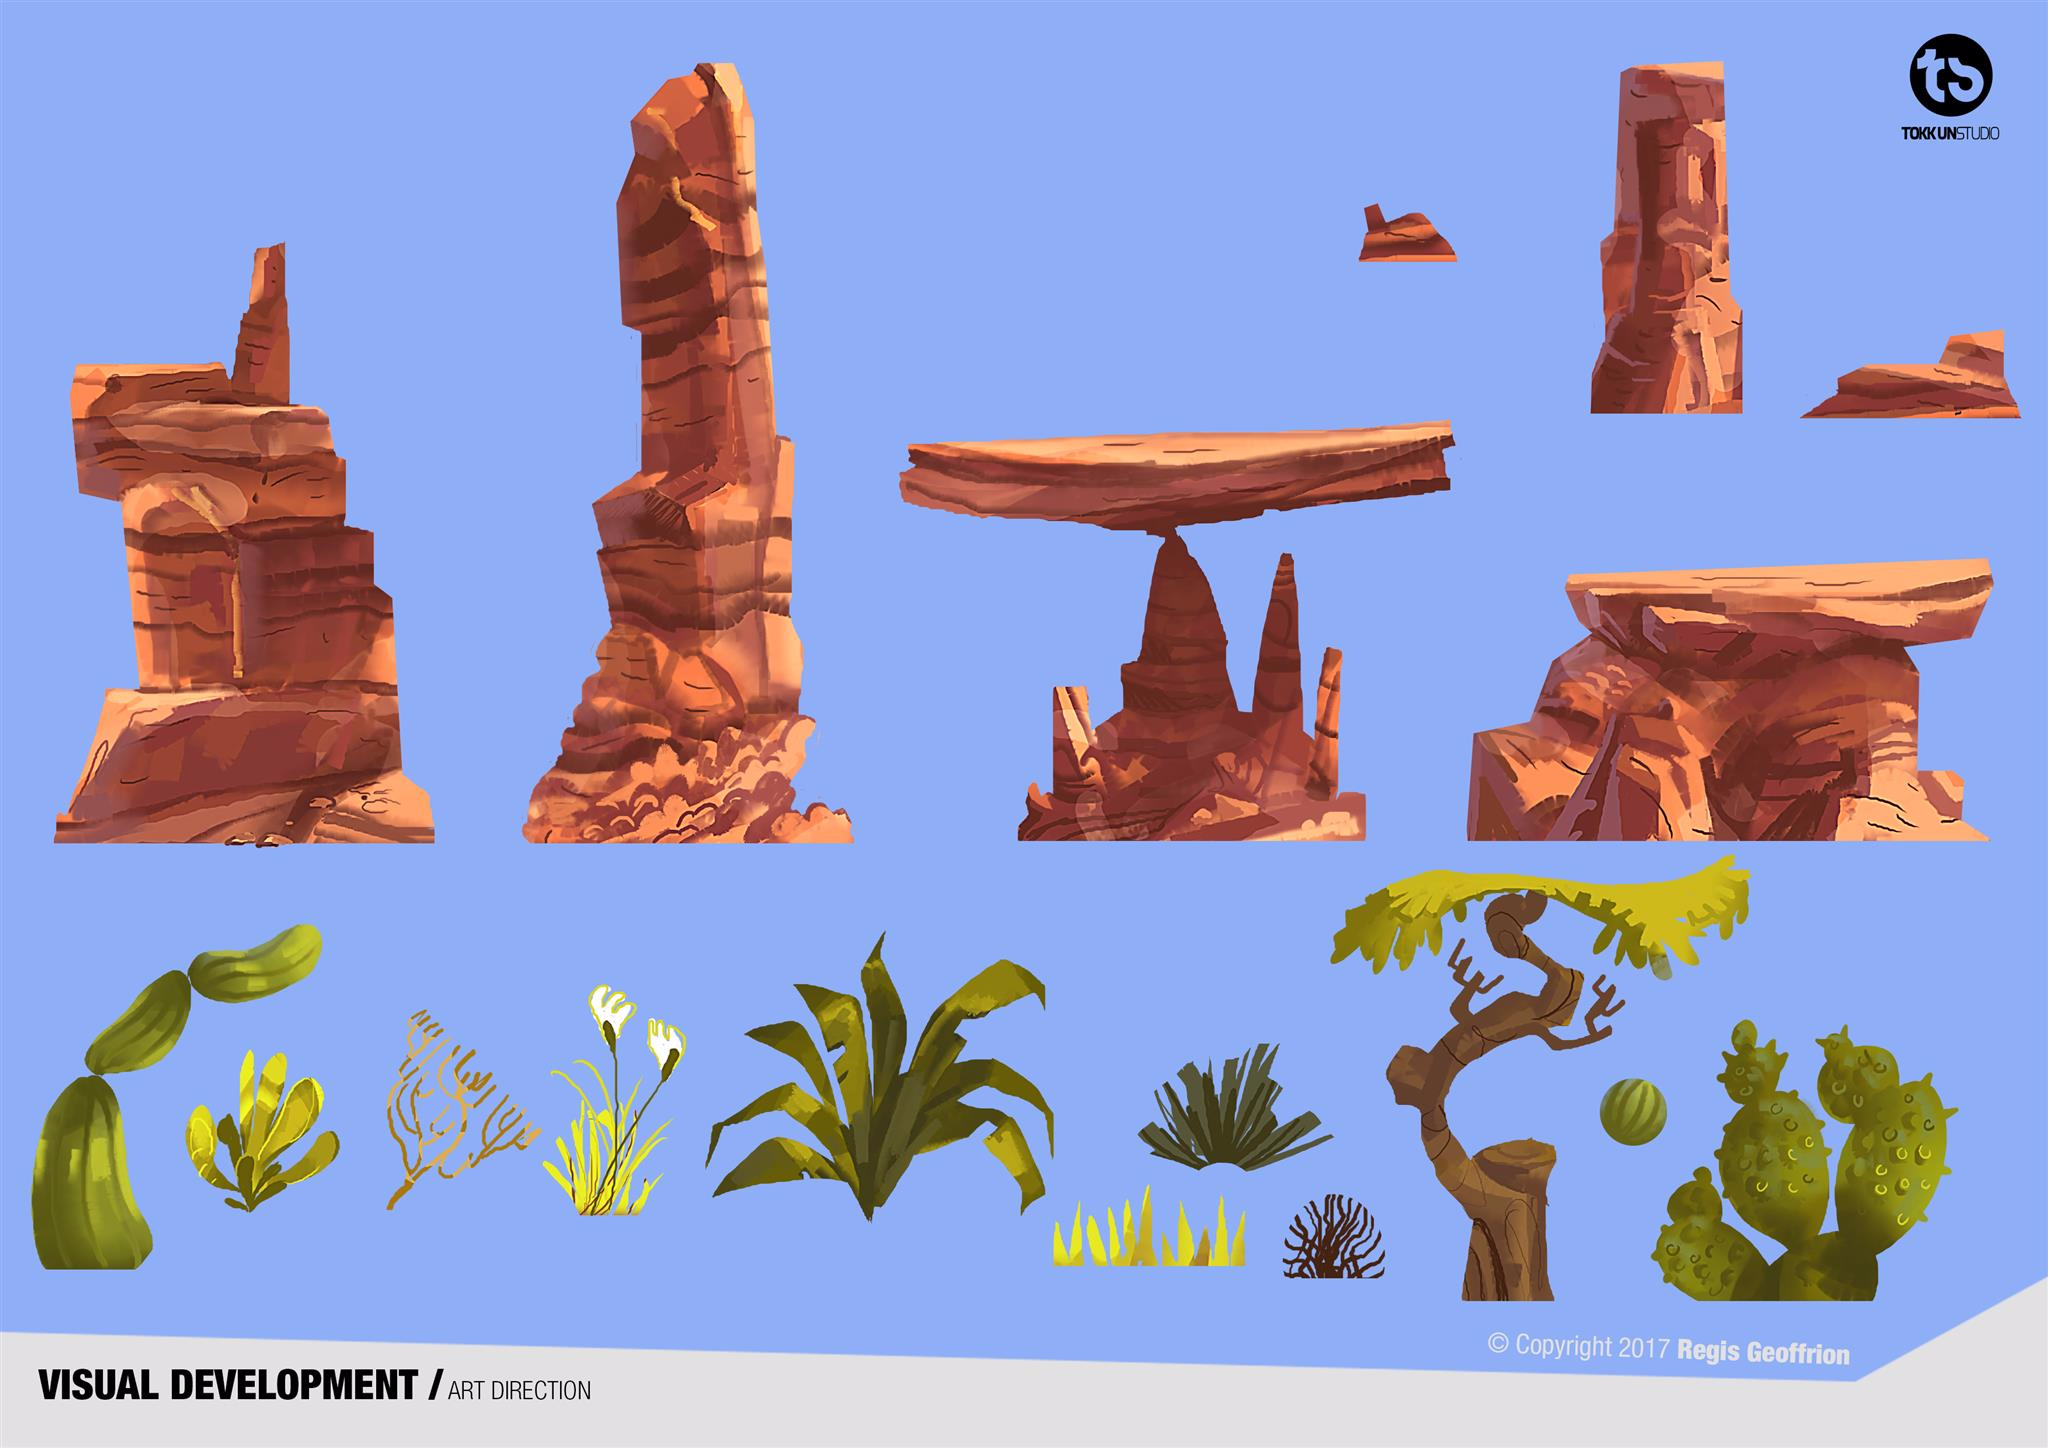 ts
TOKKUNSTUDIO
© Copyright 2017 Regis Geoffrion
VISUAL DEVELOPMENT / ART DIRECTION